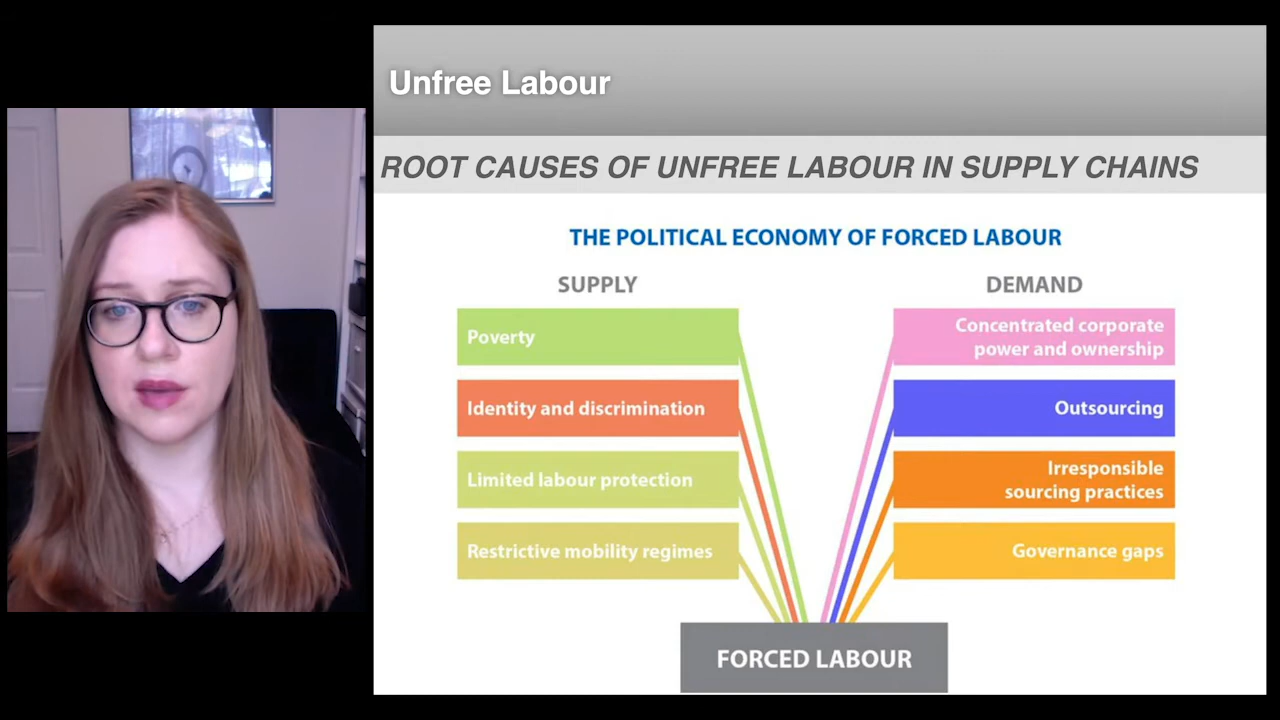 Unfree Labour
ROOT CAUSES OF UNFREE LABOUR IN SUPPLY CHAINS
THE POLITICAL ECONOMY OF FORCED LABOUR
SUPPLY
Poverty
Identity and discrimination
Limited labour protection
Restrictive mobility regimes
DEMAND
Concentrated corporate
power and ownership
Outsourcing
Irresponsible
sourcing practices
Governance gaps
FORCED LABOUR